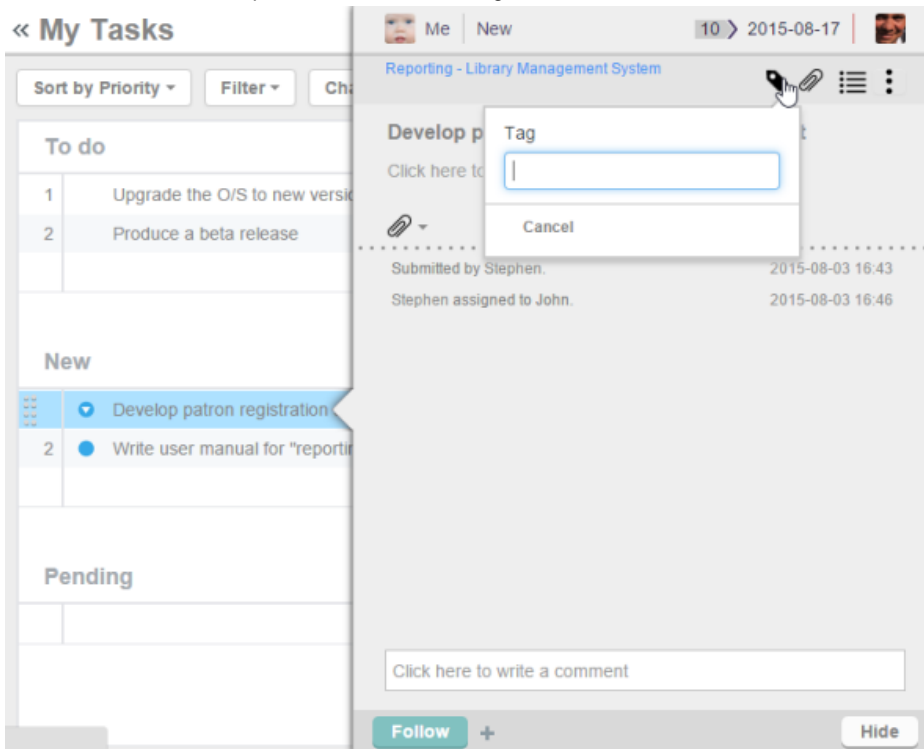 « My Tasks
Me New 10 2015-08-17
Sort by Priority Filter
Reporting - Library Management System
To do
1 Upgrade the O/S to new
2 Produce a beta release
New
Develop patron registration
2 Write user manual for
Pending
Develop
Click here
Tag
Cancel
Submitted by Stephen. 2015-08-03 16:43
Stephen assigned to John. 2015-08-03 16:46
Click here to write a comment
Follow + Hide